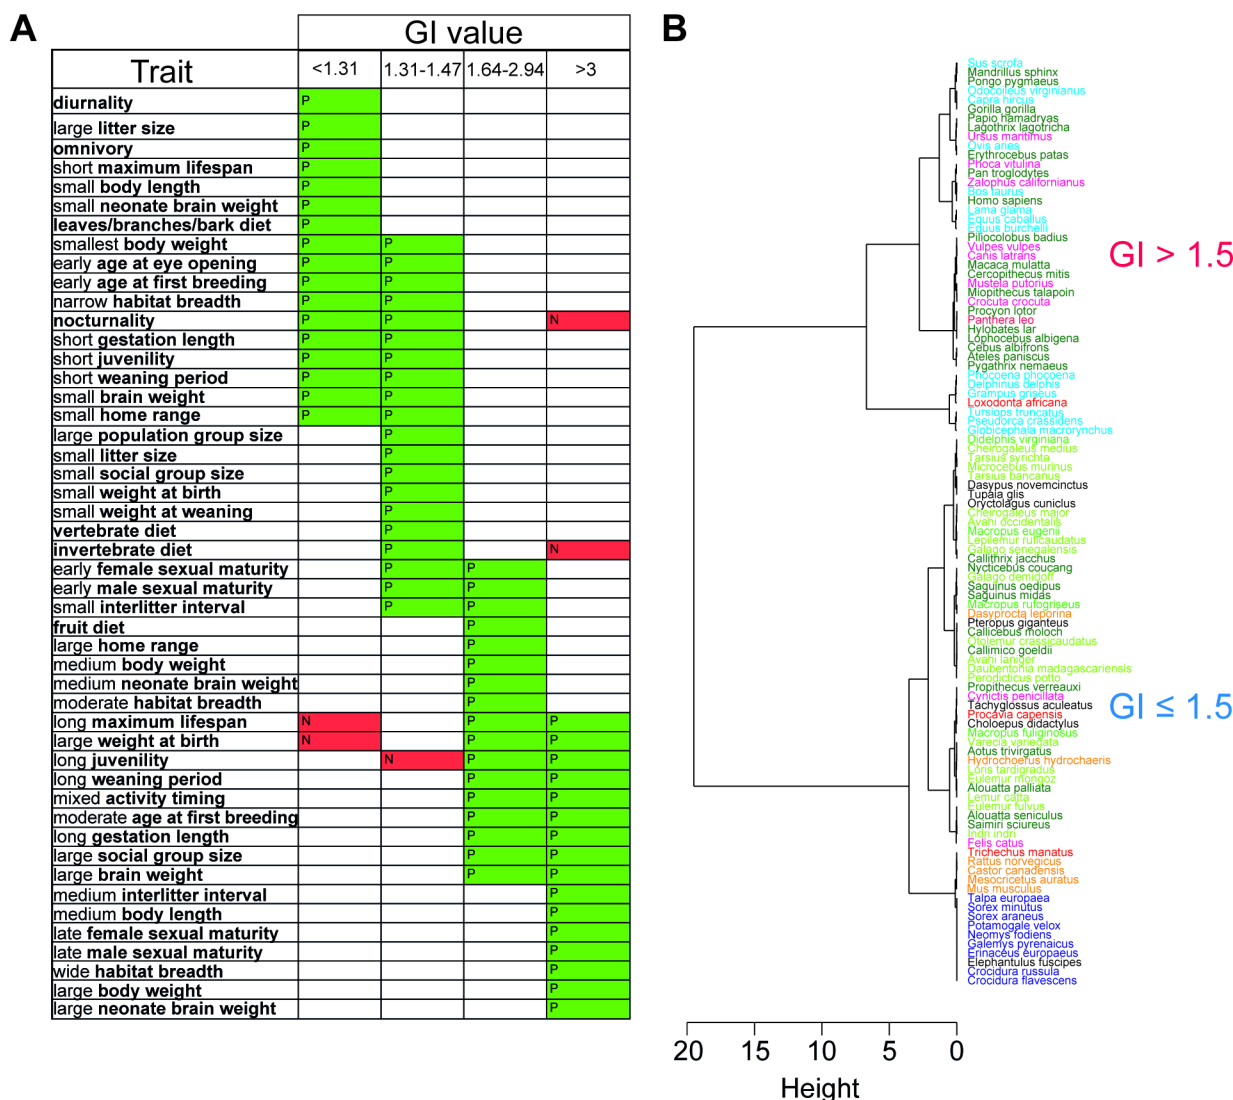 A
GI value
Trait <1.31 1.31-1.47 1.64-2.94 >3
diurnality P
large litter size P
omnivory P
short maximum lifespan P
small body length P
small neonate brain weight P
leaves/branches/bark diet P
smallest body weight P P
early age at eye opening P P
early age at first breeding P P
narrow habitat breadth P P
nocturnality P P N
short gestation length P P
short juvenility P P
short weaning period P P
small brain weight P P
small home range P P
large population group size P
small litter size P
small social group size P
small weight at birth P
small weight at weaning P
vertebrate diet P
invertebrate diet P N
early female sexual maturity P P
early male sexual maturity P P
small interlitter interval P P
fruit diet P
large home range P
medium body weight P
medium neonate brain weight P
moderate habitat breadth P
long maximum lifespan N P P
large weight at birth N P P
long juvenility N P P
long weaning period P P
mixed activity timing P P
moderate age at first breeding P P
long gestation length P P
large social group size P P
large brain weight P P
medium interlitter interval P
medium body length P
late female sexual maturity P
late male sexual maturity P
wide habitat breadth P
large body weight P
large neonate brain weight P
B
Sus scrofa
Mandrillus sphinx
Pongo pygmaeus
Odocoileus virginianus
Capra hircus
Gorilla gorilla
Papio hamadryas
Lagothrix lagotricha
Ursus maritimus
Ovis aries
Erythrocebus patas
Phoca vitulina
Pan troglodytes
Zalophus californianus
Bos taurus
Homo sapiens
Lama glama
Equus caballus
Equus burchelli
Piliocolobus badius
Vulpes vulpes
Canis latrans
Macaca mulatta
Cercopithecus mitis
Mustela putorius
Miopithecus talapoin
Crocuta crocuta
Procyon lotor
Panthera leo
Hylobates lar
Lophocebus albigena
Cebus albifrons
Ateles paniscus
Pygathrix nemaeus
Phocoena phocoena
Delphinus delphis
Grampus griseus
Loxodonta africana
Tursiops truncatus
Pseudorca crassidens
Globicephala macrorynchus
Didelphis virginiana
Cheirogaleus medius
Tarsius syrichta
Microcebus murinus
Tarsius bancanus
Dasypus novemcinctus
Tupaia glis
Oryctolagus cuniclus
Cheirogaleus major
Avahi occidentalis
Macropus eugenii
Lepilemur ruficaudatus
Galago senegalensis
Callithrix jacchus
Nycticebus coucang
Galago demidoff
Saguinus oedipus
Saguinus midas
Macropus rufogriseus
Dasyprocta leporina
Pteropus giganteus
Callicebus moloch
Otolemur crassicaudatus
Callimico goeldii
Avahi laniger
Daubentonia madagascariensis
Perodicticus potto
Propithecus verreauxi
Cynictis penicillata
Tachyglossus aculeatus
Procavia capensis
Choloepus didactylus
Macropus fuliginosus
Varecia variegata
Aotus trivirgatus
Hydrochoerus hydrochaeris
Loris tardigradus
Eulemur mongoz
Alouatta palliata
Lemur catta
Eulemur fulvus
Alouatta seniculus
Saimiri sciureus
Indri indri
Felis catus
Trichechus manatus
Rattus norvegicus
Castor canadensis
Mesocricetus auratus
Mus musculus
Talpa europaea
Sorex minutus
Sorex araneus
Potamogale velox
Neomys fodiens
Galemys pyrenaicus
Erinaceus europaeus
Elephantulus fuscipes
Crocidura russula
Crocidura flavescens
GI > 1.5
GI ≤ 1.5
20 15 10 5 0
Height